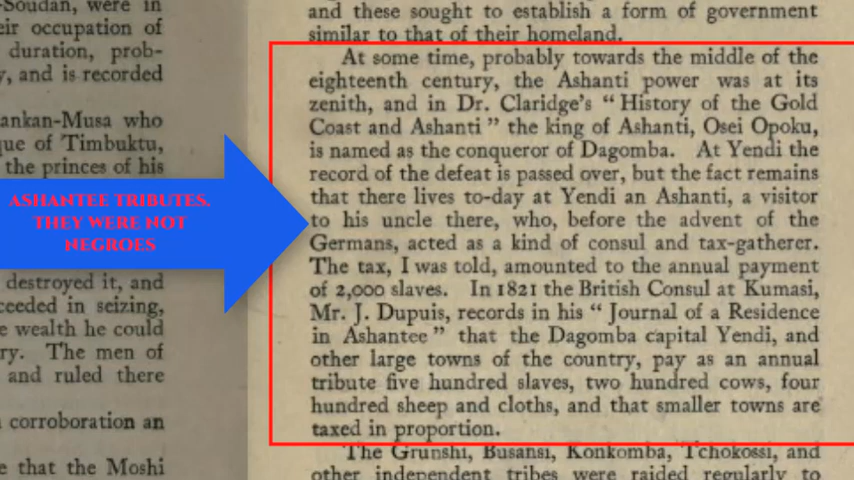 -Soudan, were in
eir occupation of
duration, prob-
y, and is recorded
ankan-Musa who
que of Timbuktu,
the princes of his
ASHANTEE TRIBUTES.
THEY WERE NOT
NEGROES
destroyed it, and
ceeded in seizing,
e wealth he could
ry. The men of
and ruled there
corroboration an
e that the Moshi
and these sought to establish a form of government
similar to that of their homeland.
At some time, probably towards the middle of the
eighteenth century, the Ashanti power was at its
zenith, and in Dr. Claridge's “ History of the Gold
Coast and Ashanti ” the king of Ashanti, Osei Opoku,
is named as the conqueror of Dagomba. At Yendi the
record of the defeat is passed over, but the fact remains
that there lives to-day at Yendi an Ashanti, a visitor
to his uncle there, who, before the advent of the
Germans, acted as a kind of consul and tax-gatherer.
The tax, I was told, amounted to the annual payment
of 2,000 slaves. In 1821 the British Consul at Kumasi,
Mr. J. Dupuis, records in his “ Journal of a Residence
in Ashantee ” that the Dagomba capital Yendi, and
other large towns of the country, pay as an annual
tribute five hundred slaves, two hundred cows, four
hundred sheep and cloths, and that smaller towns are
taxed in proportion.
The Grunshi, Busansi, Konkomba, Tchokossi, and
other independent tribes were raided regularly to